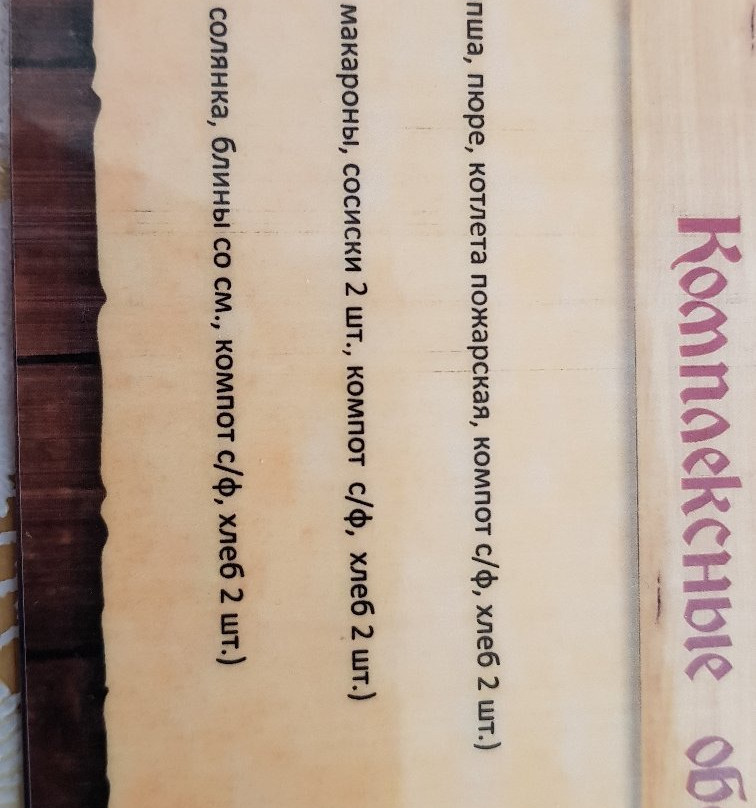 Комплексные об
пша, пюре, котлета пожарская, компот с/ф, хлеб 2 шт.)
макароны, сосиски 2 шт., компот с/ф, хлеб 2 шт.)
солянка, блины со см., компот с/ф, хлеб 2 шт.)